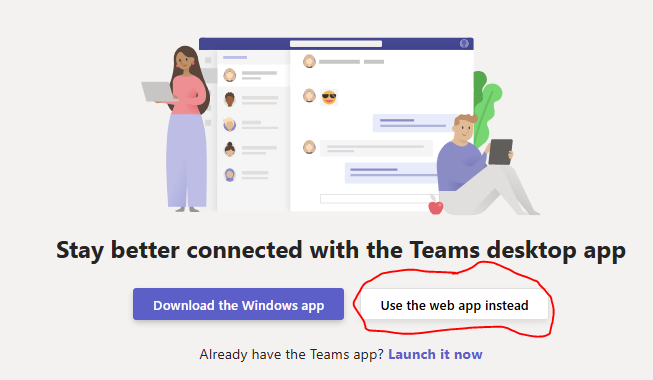 Stay better connected with the Teams desktop app
Download the Windows app
Use the web app instead
Already have the Teams app? Launch it now